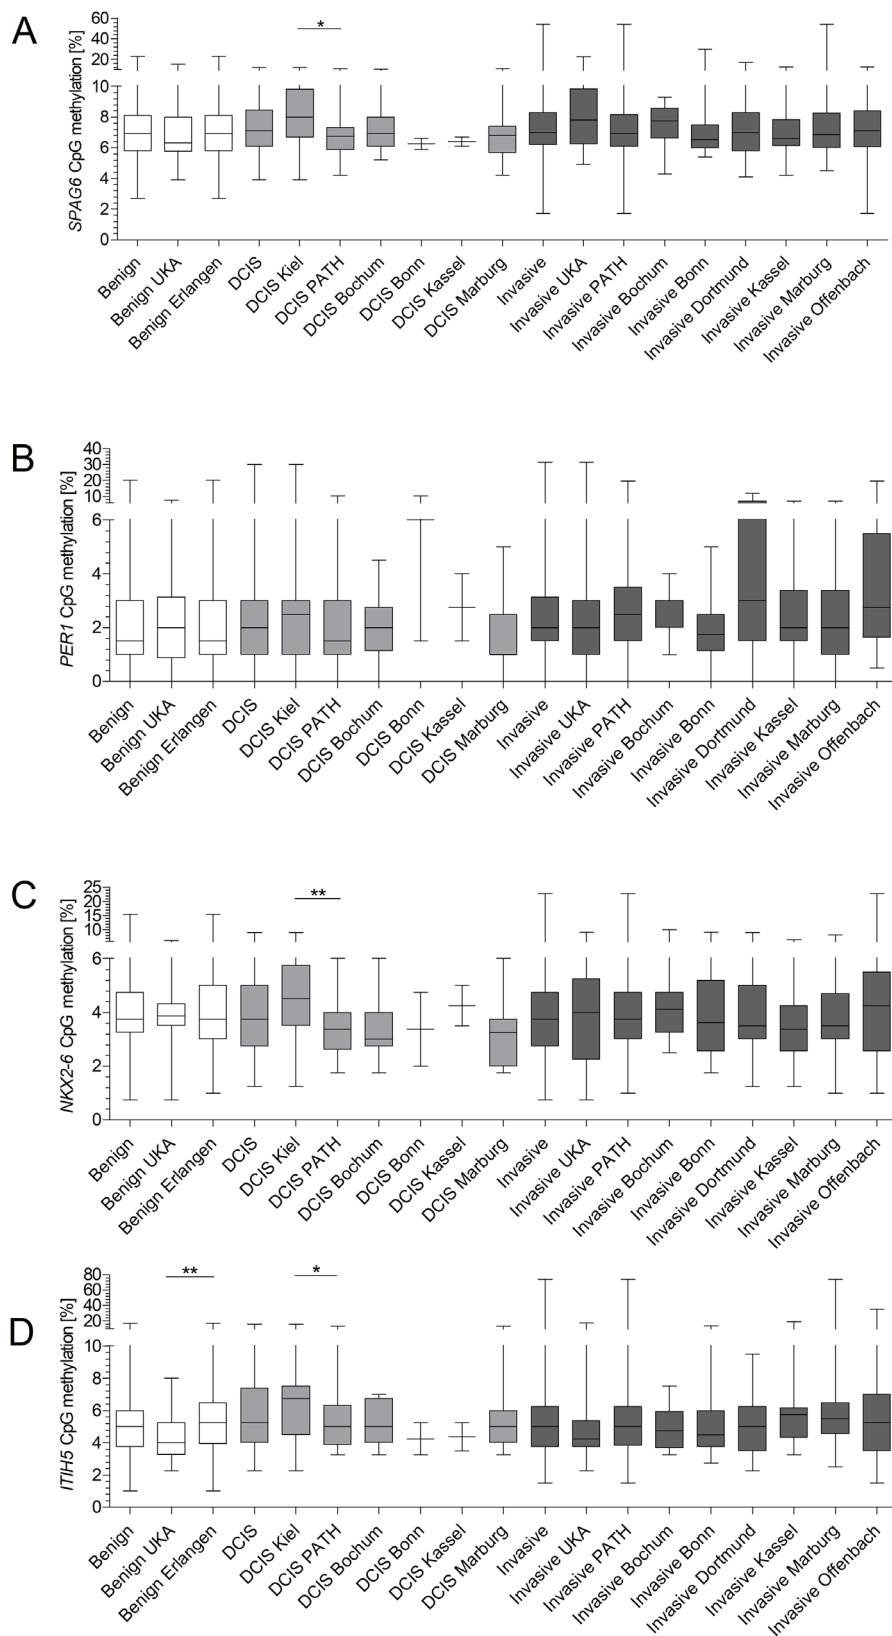 A
SPAG6 CpG methylation [%]
60
40
20
10
8
6
4
2
0
*
Benign
Benign UKA
Benign Erlangen
DCIS
DCIS Kiel
DCIS PATH
DCIS Bochum
DCIS Bonn
DCIS Kassel
DCIS Marburg
Invasive
Invasive UKA
Invasive PATH
Invasive Bochum
Invasive Bonn
Invasive Dortmund
Invasive Kassel
Invasive Marburg
Invasive Offenbach
B
PER1 CpG methylation [%]
40
30
20
10
6
4
2
0
Benign
Benign UKA
Benign Erlangen
DCIS
DCIS Kiel
DCIS PATH
DCIS Bochum
DCIS Bonn
DCIS Kassel
DCIS Marburg
Invasive
Invasive UKA
Invasive PATH
Invasive Bochum
Invasive Bonn
Invasive Dortmund
Invasive Kassel
Invasive Marburg
Invasive Offenbach
C
NKX2-6 CpG methylation [%]
25
20
15
10
6
4
2
0
**
Benign
Benign UKA
Benign Erlangen
DCIS
DCIS Kiel
DCIS PATH
DCIS Bochum
DCIS Bonn
DCIS Kassel
DCIS Marburg
Invasive
Invasive UKA
Invasive PATH
Invasive Bochum
Invasive Bonn
Invasive Dortmund
Invasive Kassel
Invasive Marburg
Invasive Offenbach
D
ITIH5 CpG methylation [%]
80
60
40
20
10
8
6
4
2
0
**
*
Benign
Benign UKA
Benign Erlangen
DCIS
DCIS Kiel
DCIS PATH
DCIS Bochum
DCIS Bonn
DCIS Kassel
DCIS Marburg
Invasive
Invasive UKA
Invasive PATH
Invasive Bochum
Invasive Bonn
Invasive Dortmund
Invasive Kassel
Invasive Marburg
Invasive Offenbach